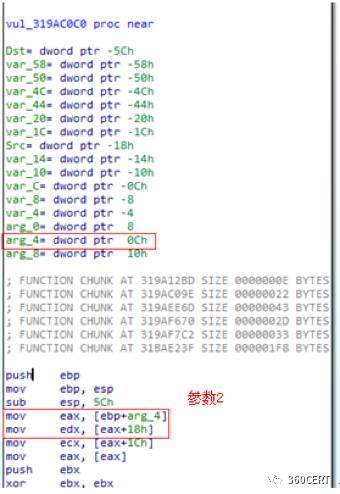 vul_319AC0C0 proc near
Dst= dword ptr -5Ch
var_58= dword ptr -58h
var_50= dword ptr -50h
var_4C= dword ptr -4Ch
var_44= dword ptr -44h
var_20= dword ptr -20h
var_1C= dword ptr -1Ch
Src= dword ptr -18h
var_14= dword ptr -14h
var_10= dword ptr -10h
var_C= dword ptr -0Ch
var_8= dword ptr -8
var_4= dword ptr -4
arg_0= dword ptr 8
arg_4= dword ptr 0Ch
arg_8= dword ptr 10h
; FUNCTION CHUNK AT 319A12BD SIZE 0000000E BYTES
; FUNCTION CHUNK AT 319AC09E SIZE 00000022 BYTES
; FUNCTION CHUNK AT 319AEE6D SIZE 00000043 BYTES
; FUNCTION CHUNK AT 319AF670 SIZE 0000002D BYTES
; FUNCTION CHUNK AT 319AF7C2 SIZE 00000033 BYTES
; FUNCTION CHUNK AT 31BAE23F SIZE 000001F8 BYTES
push ebp
mov ebp, esp
sub esp, 5Ch
参数2
mov eax, [ebp+arg_4]
mov edx, [eax+18h]
mov ecx, [eax+1Ch]
mov eax, [eax]
push ebx
xor ebx, ebx
360CERT